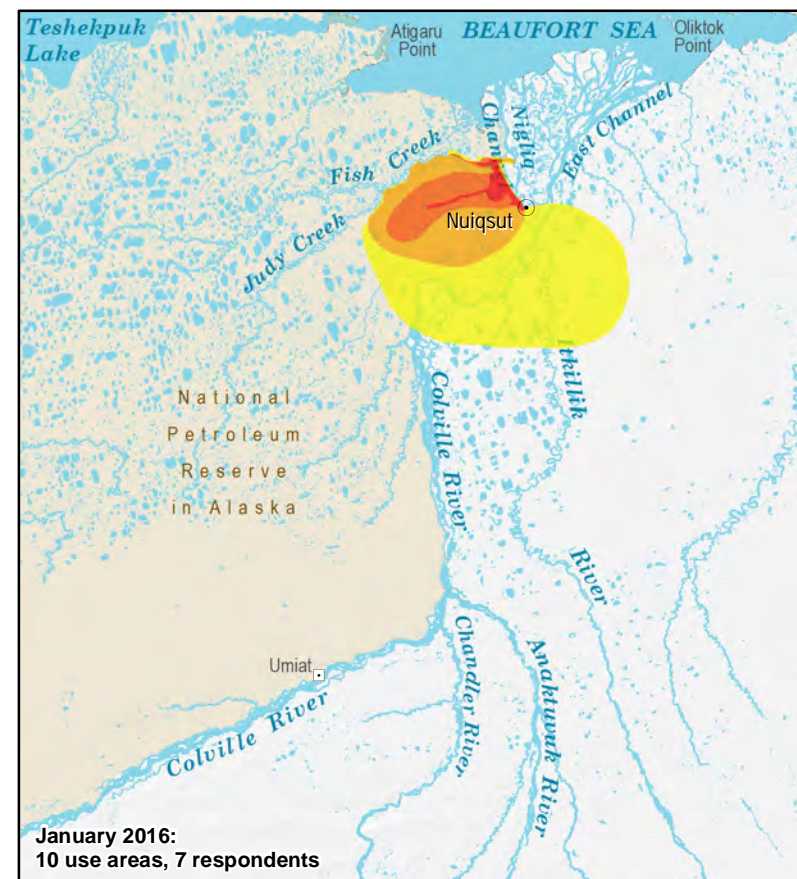 Teshekpuk
Lake
Atigaru
Point
BEAUFORT SEA
Oliktok
Point
Nigliq
Chan
East Channel
Fish Creek
Judy Creek
Nuiqsut
Itkillik
River
Colville River
National
Petroleum
Reserve
in Alaska
Umiat
Colville River
Chandler River
Anaktuvuk River
January 2016:
10 use areas, 7 respondents